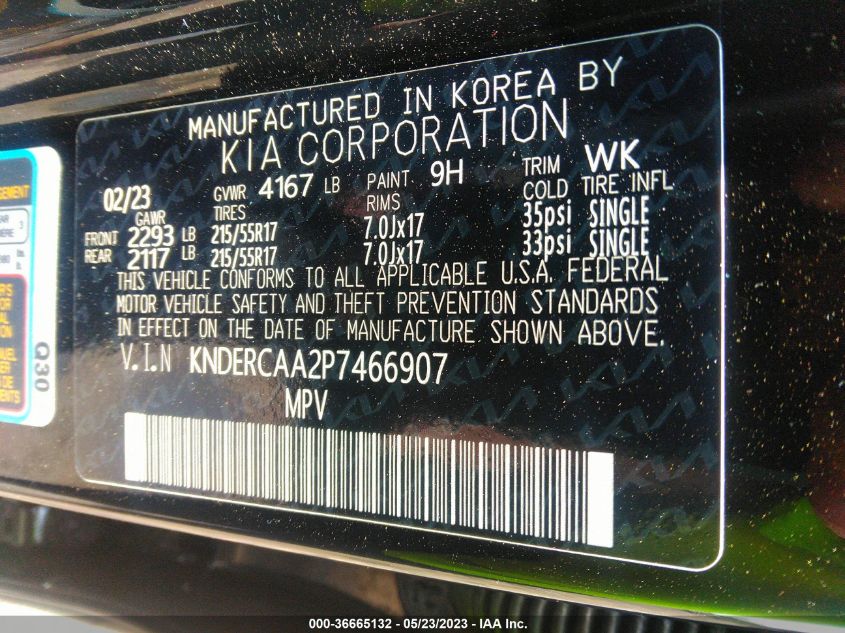 MANUFACTURED IN KOREA BY
KIA CORPORATION
02/23 GVWR 4167 LB PAINT 9H TRIM WK
GAWR TIRES RIMS COLD TIRE INFL
FRONT 2293 LB 215/55R17 7.0Jx17 35psi SINGLE
REAR 2117 LB 215/55R17 7.0Jx17 33psi SINGLE
THIS VEHICLE CONFORMS TO ALL APPLICABLE U.S.A. FEDERAL
MOTOR VEHICLE SAFETY AND THEFT PREVENTION STANDARDS
IN EFFECT ON THE DATE OF MANUFACTURE SHOWN ABOVE.
V.I.N KNDERCAA2P7466907
MPV
Q30
000-36665132 - 05/23/2023 - IAA Inc.